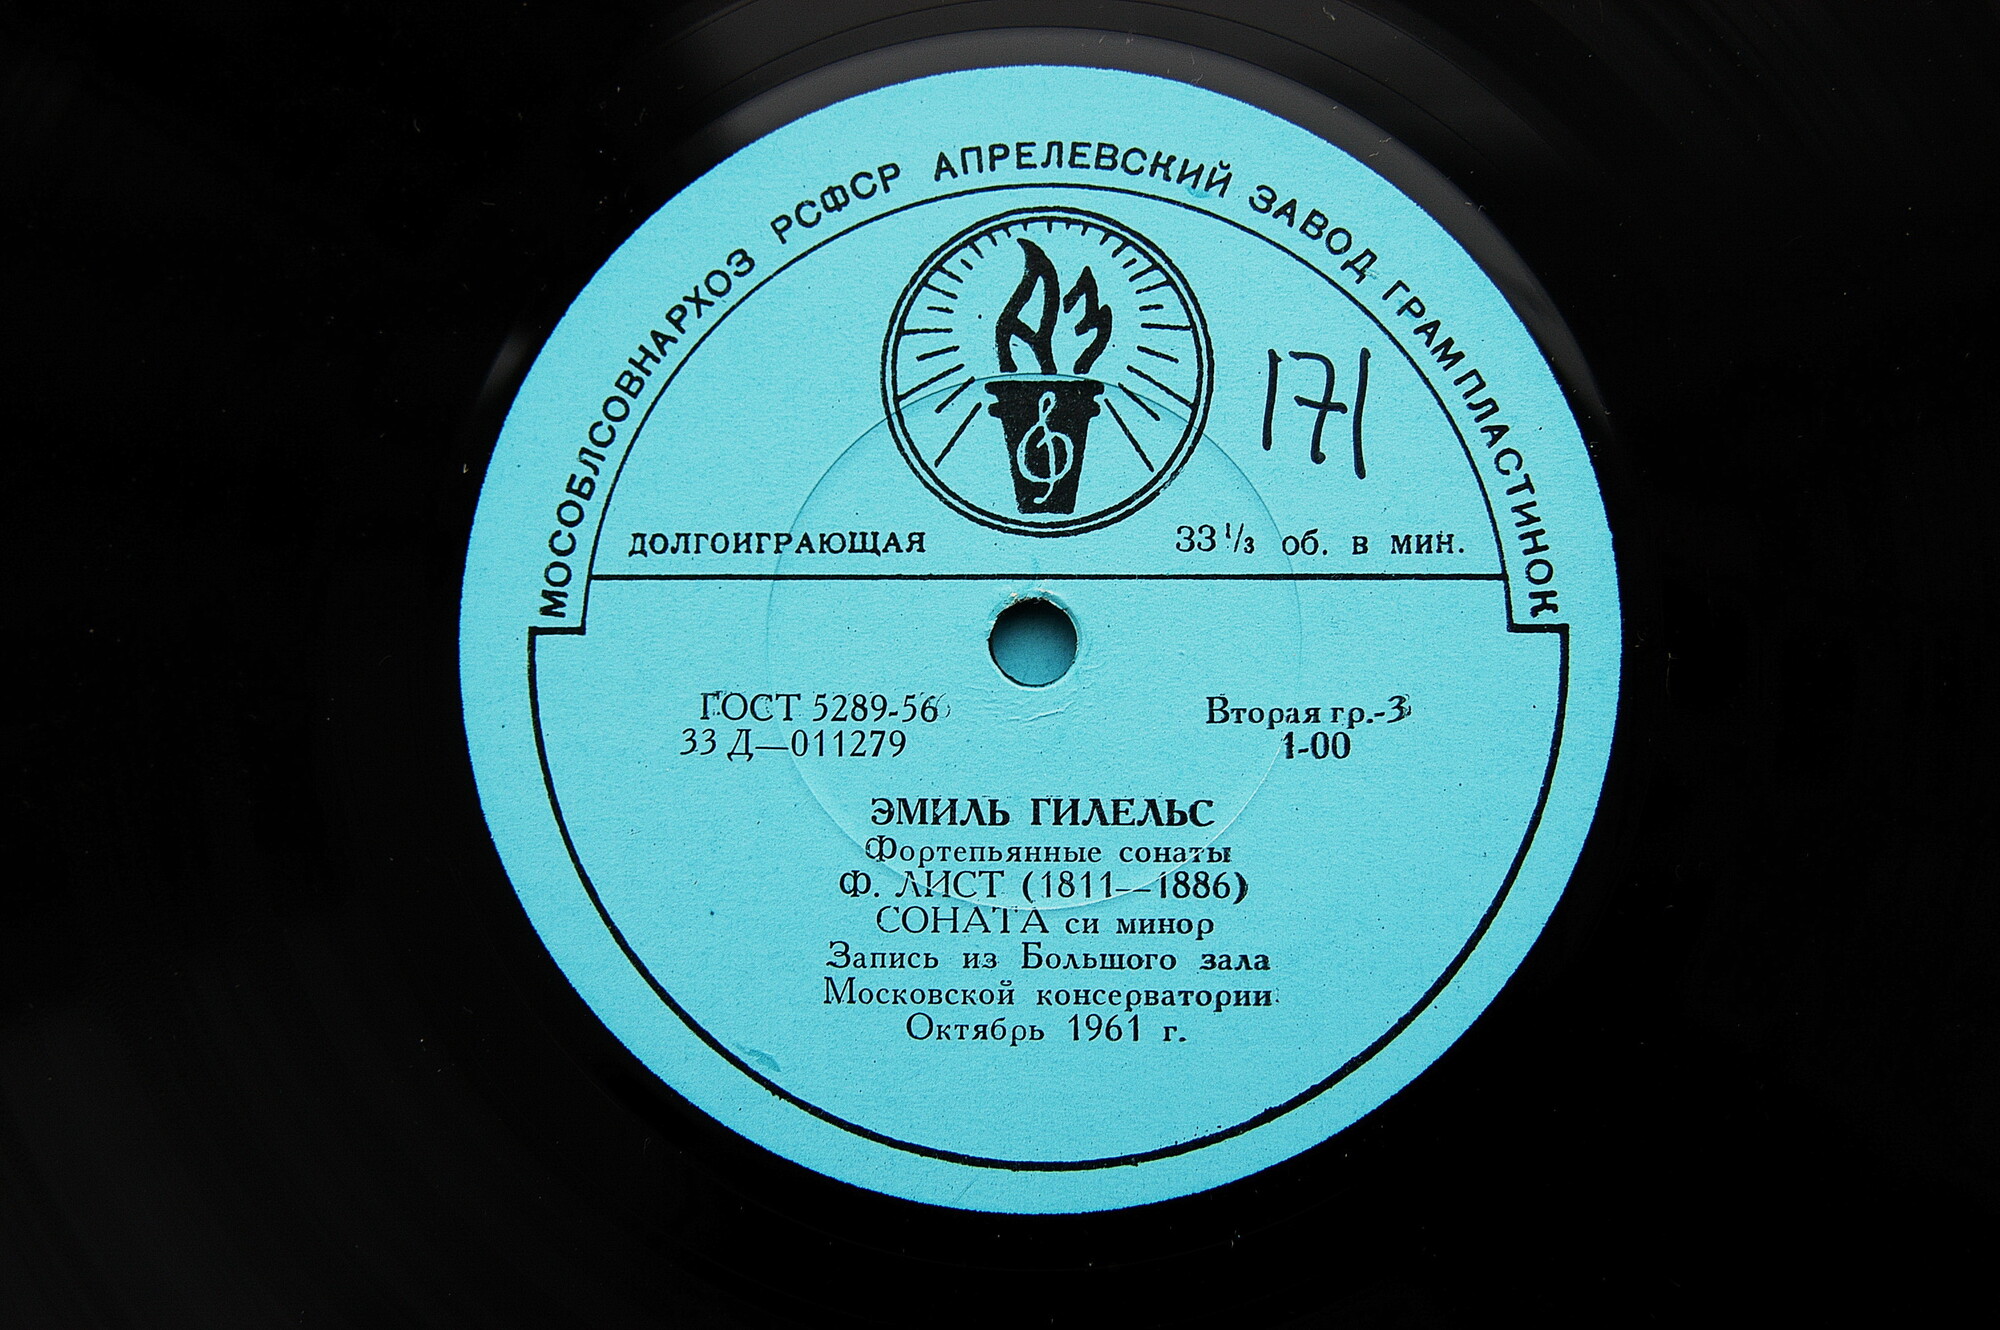 МОСОБЛСОВНАРХОЗ РСФСР АПРЕЛЕВСКИЙ ЗАВОД ГРАМПЛАСТИНОК
АЗ
171
ДОЛГОИГРАЮЩАЯ
33 1/3 об. в мин.
ГОСТ 5289-56
33 Д—011279
Вторая гр.-3
1-00
ЭМИЛЬ ГИЛЕЛЬС
Фортепьянные сонаты
Ф. ЛИСТ (1811—1886)
СОНАТА си минор
Запись из Большого зала
Московской консерватории
Октябрь 1961 г.